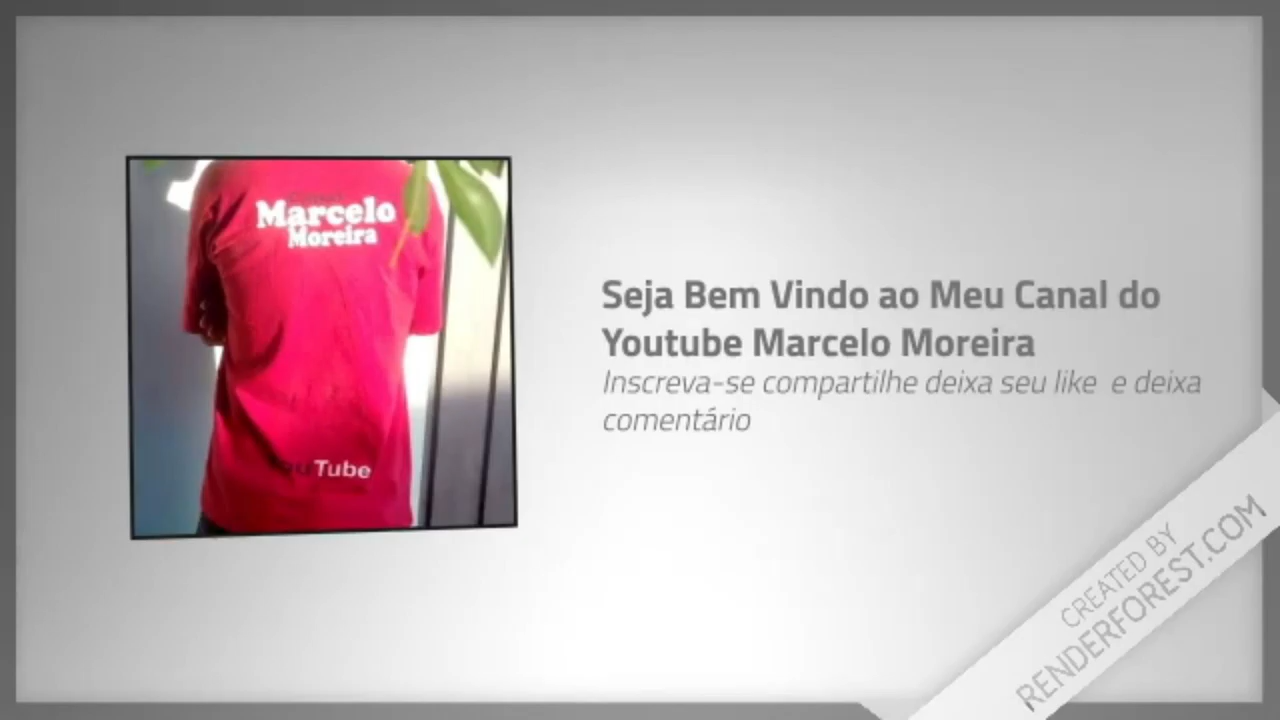 Marcelo
Moreira
YouTube
Seja Bem Vindo ao Meu Canal do
Youtube Marcelo Moreira
Inscreva-se compartilhe deixa seu like e deixa
comentário
CREATED BY
RENDERFOREST.COM